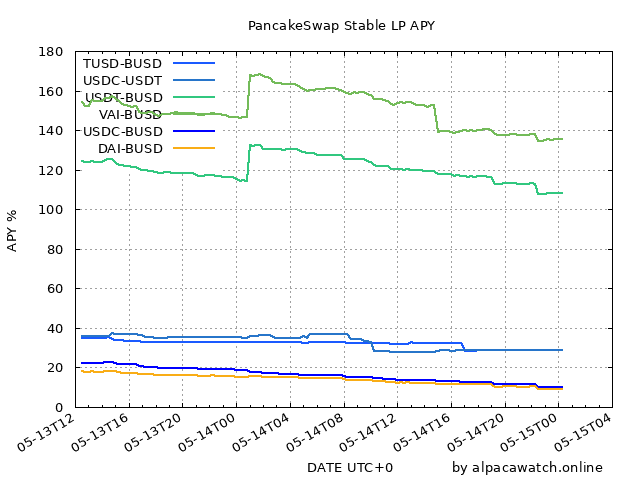 PancakeSwap Stable LP APY
180
160
140
120
100
80
60
40
20
0
APY %
TUSD-BUSD
USDC-USDT
USDT-BUSD
VAI-BUSD
USDC-BUSD
DAI-BUSD
05-13T12
05-13T16
05-13T20
05-14T00
05-14T04
05-14T08
05-14T12
05-14T16
05-14T20
05-15T00
05-15T04
DATE UTC+0
by alpacawatch.online